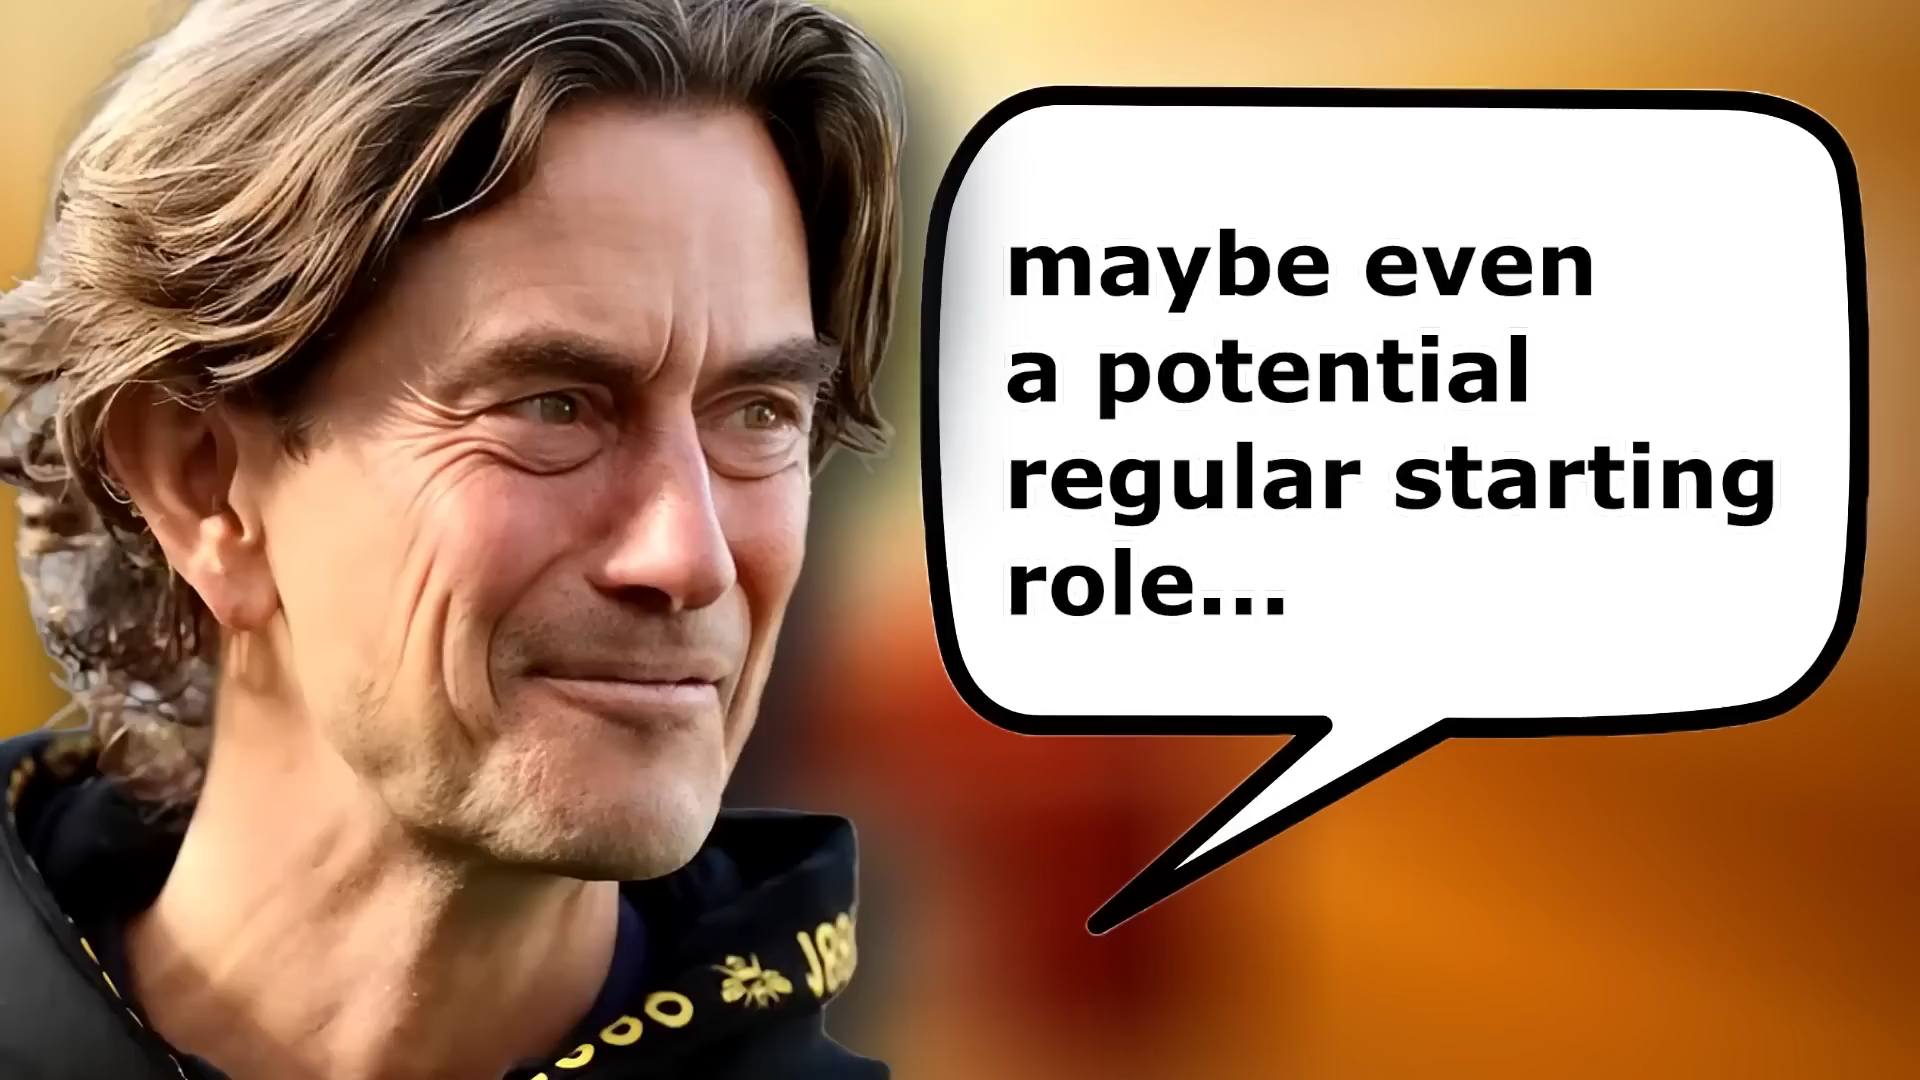 maybe even
a potential
regular starting
role...